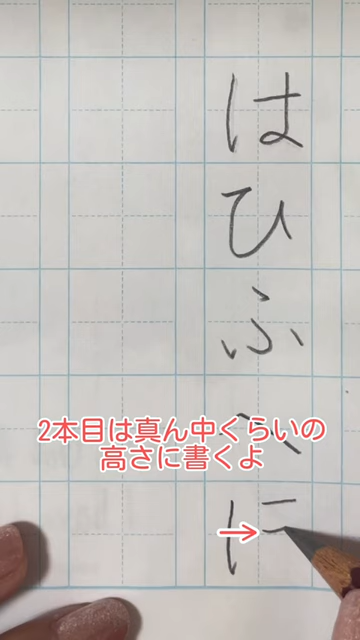 はひふへ
2本目は真ん中くらいの
高さに書くよ